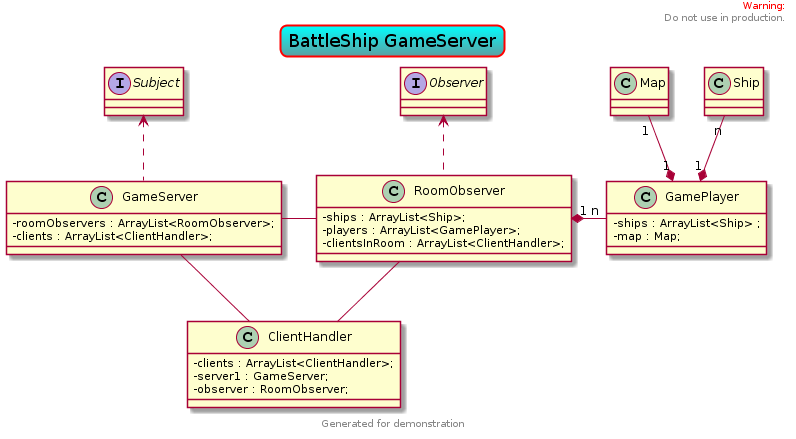 Warning:
Do not use in production.
BattleShip GameServer
I Subject
I Observer
C Map
C Ship
1
n
1
1
C GameServer
-roomObservers : ArrayList<RoomObserver>;
-clients : ArrayList<ClientHandler>;
C RoomObserver
-ships : ArrayList<Ship>;
-players : ArrayList<GamePlayer>;
-clientsInRoom : ArrayList<ClientHandler>;
1 n
C GamePlayer
-ships : ArrayList<Ship> ;
-map : Map;
C ClientHandler
-clients : ArrayList<ClientHandler>;
-server1 : GameServer;
-observer : RoomObserver;
Generated for demonstration